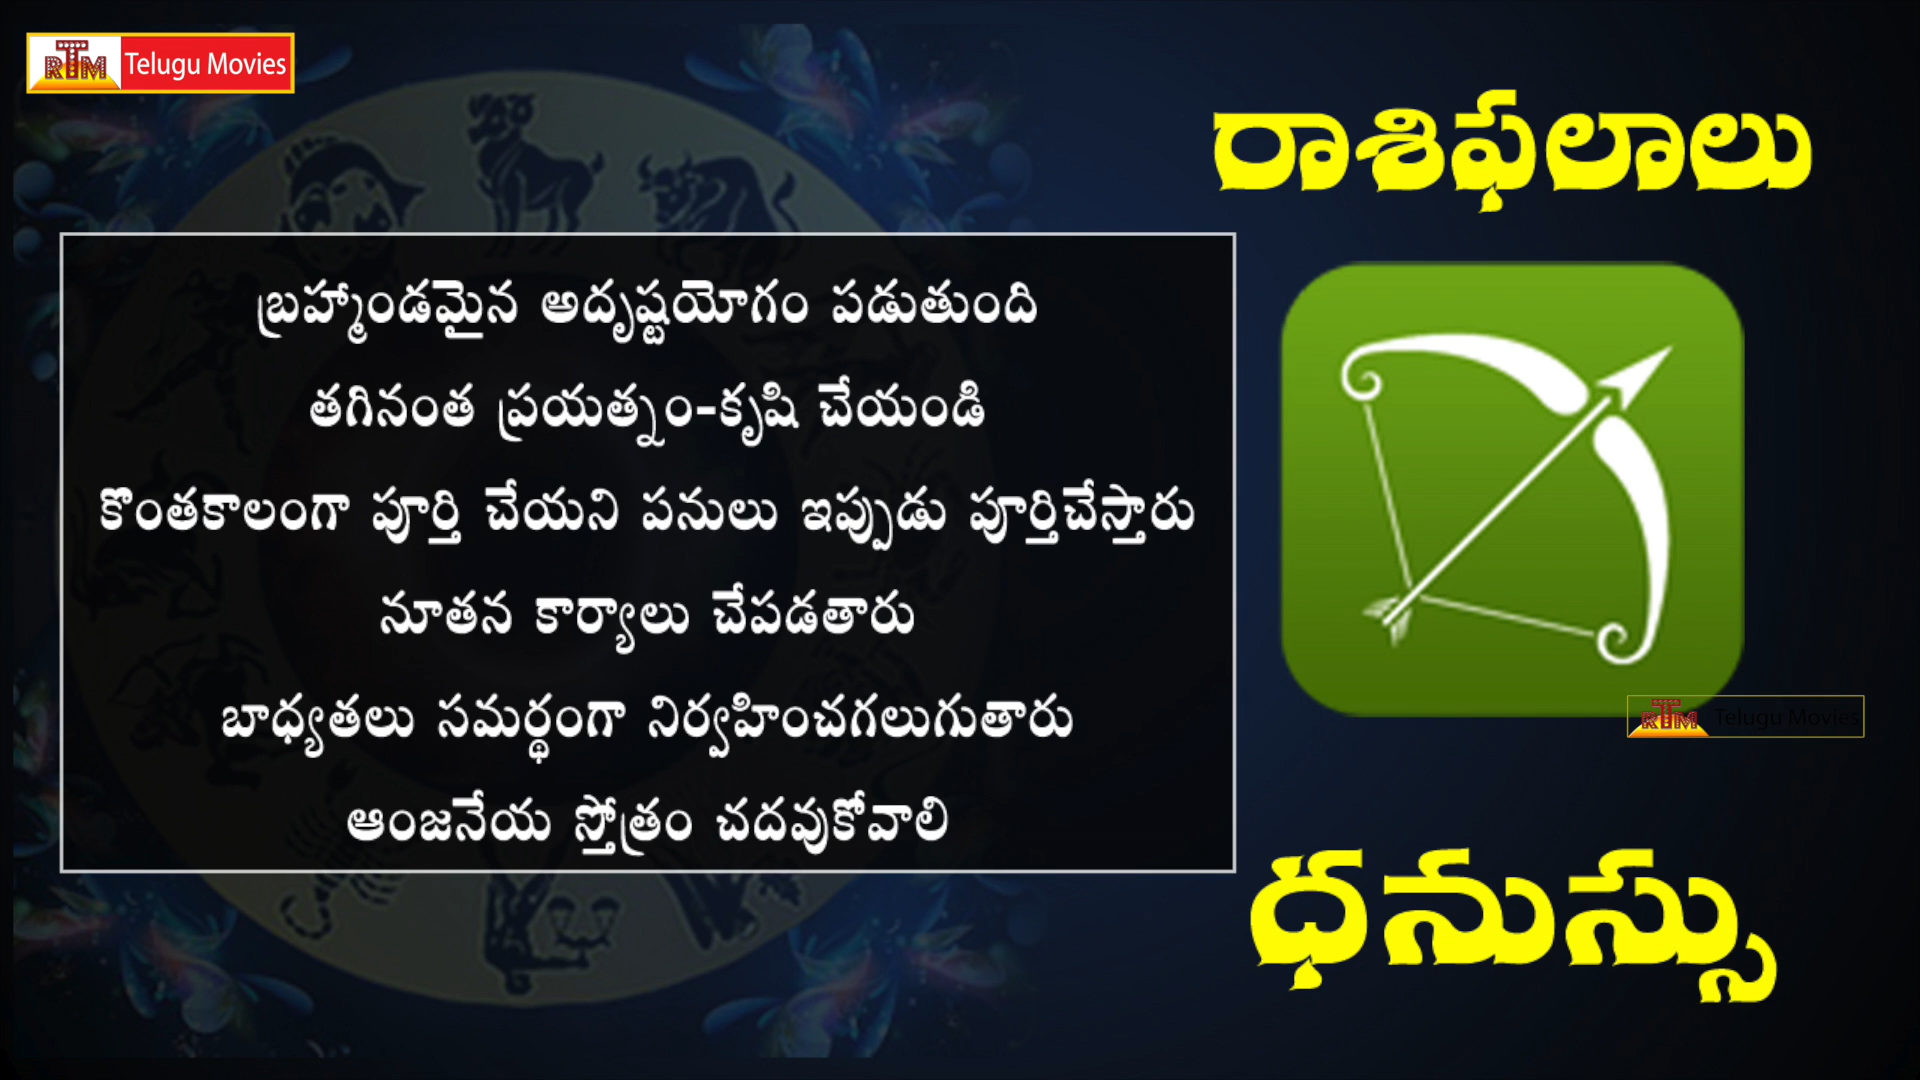 RTM Telugu Movies
రాశిఫలాలు
బ్రహ్మాండమైన అదృష్టయోగం పడుతుంది
తగినంత ప్రయత్నం-కృషి చేయండి
కొంతకాలంగా పూర్తి చేయని పనులు ఇప్పుడు పూర్తిచేస్తారు
నూతన కార్యాలు చేపడతారు
బాధ్యతలు సమర్థంగా నిర్వహించగలుగుతారు
ఆంజనేయ స్తోత్రం చదవుకోవాలి
RTM Telugu Movies
ధనుస్సు